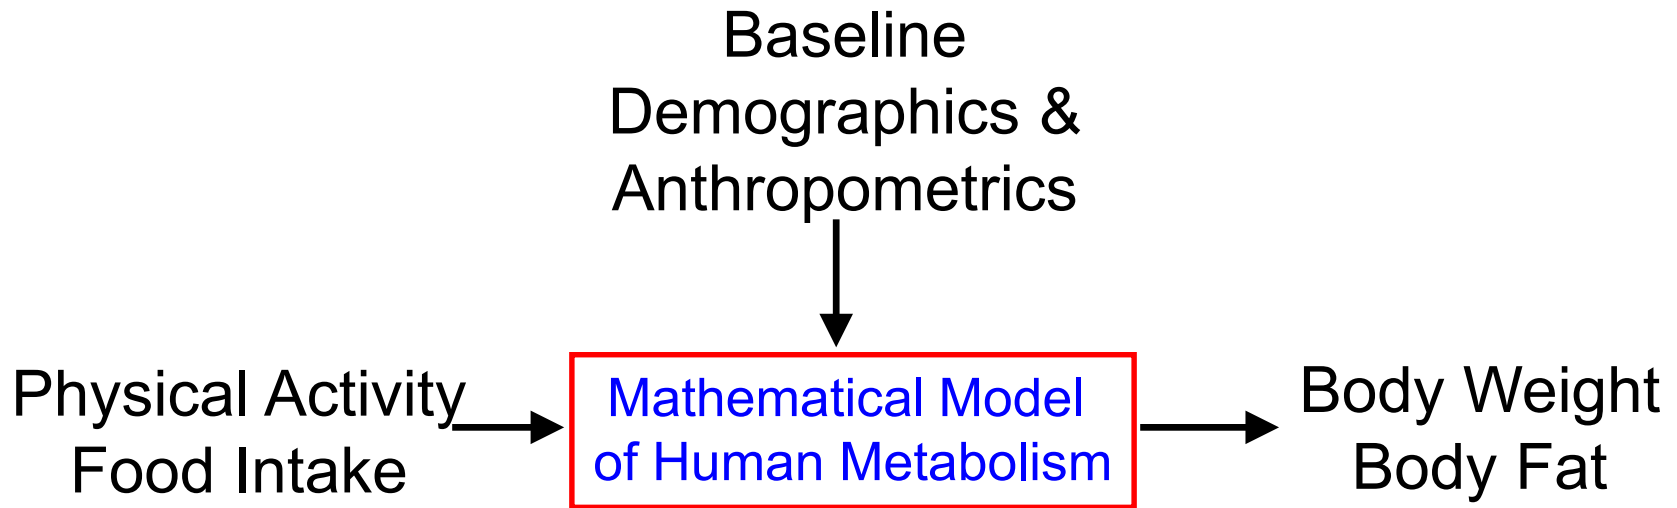 Baseline
Demographics &
Anthropometrics
Physical Activity
Food Intake
Mathematical Model
of Human Metabolism
Body Weight
Body Fat